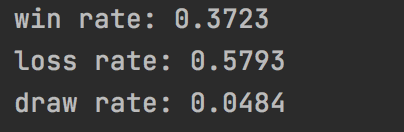 win rate: 0.3723
loss rate: 0.5793
draw rate: 0.0484